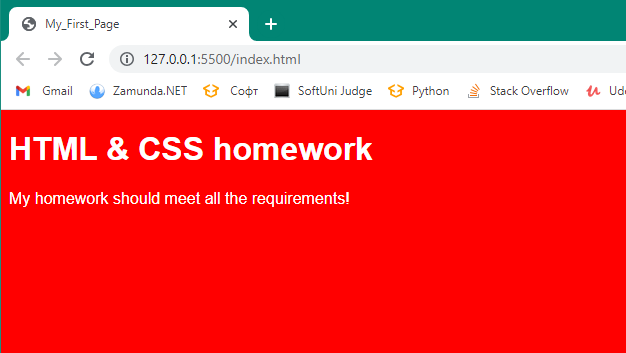 My_First_Page
127.0.0.1:5500/index.html
Gmail Zamunda.NET Софт SoftUni Judge Python Stack Overflow Ude
HTML & CSS homework
My homework should meet all the requirements!